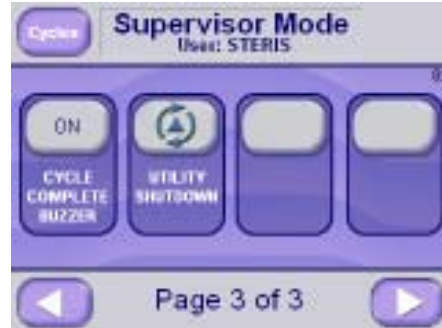 Cycles
Supervisor Mode
User: STERIS
ON
CYCLE
COMPLETE
BUZZER
UTILITY
SHUTDOWN
Page 3 of 3